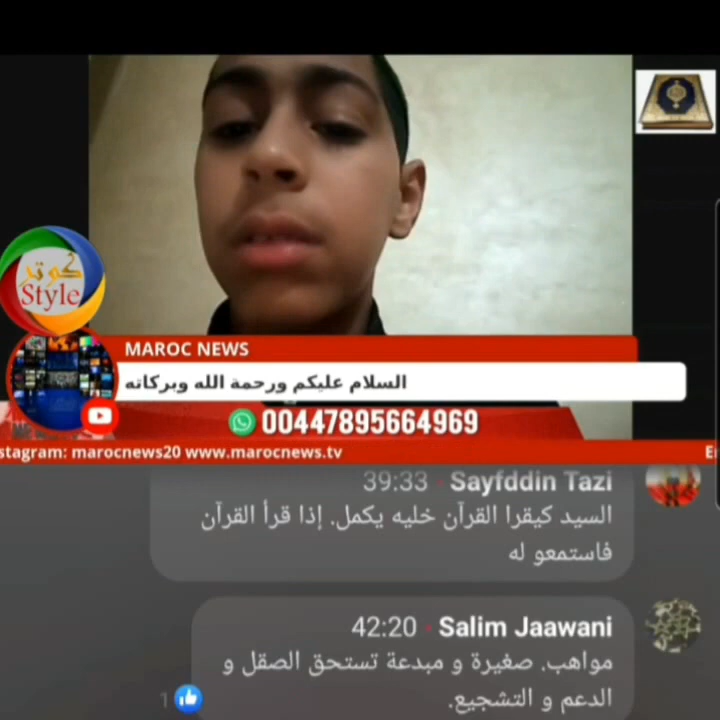 كوثر
Style
MAROC NEWS
السلام عليكم ورحمة الله وبركاته
00447895664969
stagram: marocnews20 www.marocnews.tv
E
39:33 · Sayfddin Tazi
السيد كيقرا القرآن خليه يكمل. إذا قرأ القرآن
فاستمعو له
42:20 · Salim Jaawani
مواهب. صغيرة و مبدعة تستحق الصقل و
الدعم و التشجيع.
1